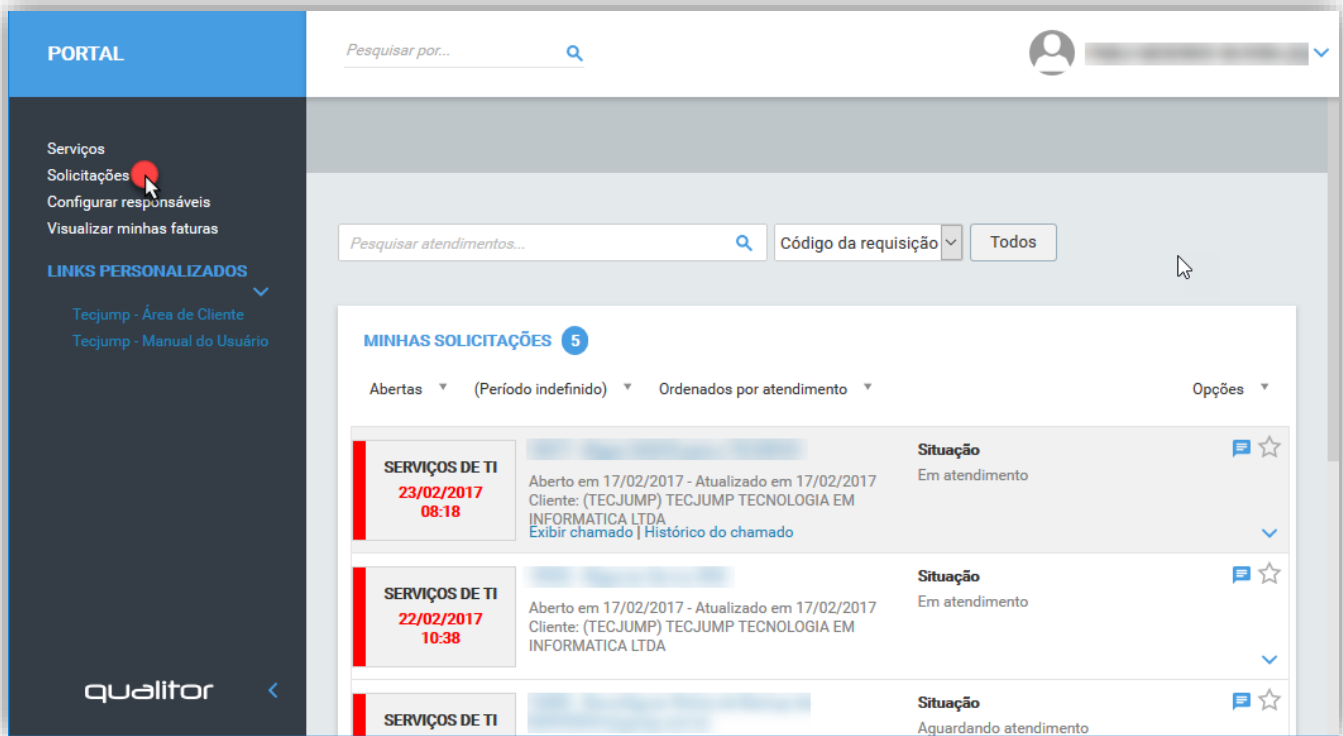 PORTAL
Pesquisar por...
Serviços
Solicitações
Configurar responsáveis
Visualizar minhas faturas
LINKS PERSONALIZADOS
Tecjump - Área de Cliente
Tecjump - Manual do Usuário
qualitor
Pesquisar atendimentos...
Código da requisição
Todos
MINHAS SOLICITAÇÕES 5
Abertas (Período indefinido) Ordenados por atendimento Opções
SERVIÇOS DE TI
23/02/2017
08:18
Aberto em 17/02/2017 - Atualizado em 17/02/2017
Cliente: (TECJUMP) TECJUMP TECNOLOGIA EM
INFORMATICA LTDA
Exibir chamado | Histórico do chamado
Situação
Em atendimento
SERVIÇOS DE TI
22/02/2017
10:38
Aberto em 17/02/2017 - Atualizado em 17/02/2017
Cliente: (TECJUMP) TECJUMP TECNOLOGIA EM
INFORMATICA LTDA
Situação
Em atendimento
SERVIÇOS DE TI
Situação
Aguardando atendimento